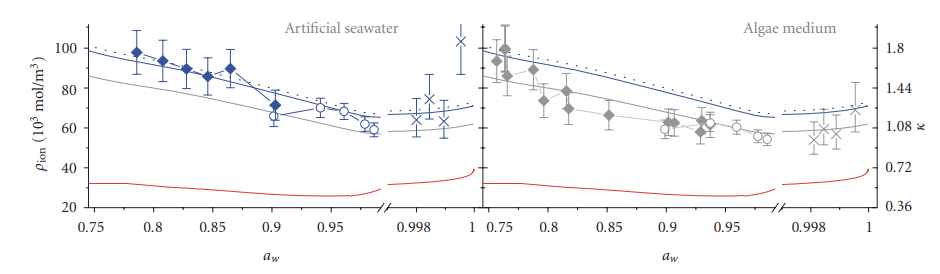 Artificial seawater
Algae medium
ρion (10³ mol/m³)
100
80
60
40
20
1.8
1.44
1.08
0.72
0.36
κ
0.75 0.8 0.85 0.9 0.95 0.998 1
0.75 0.8 0.85 0.9 0.95 0.998 1
aw
aw